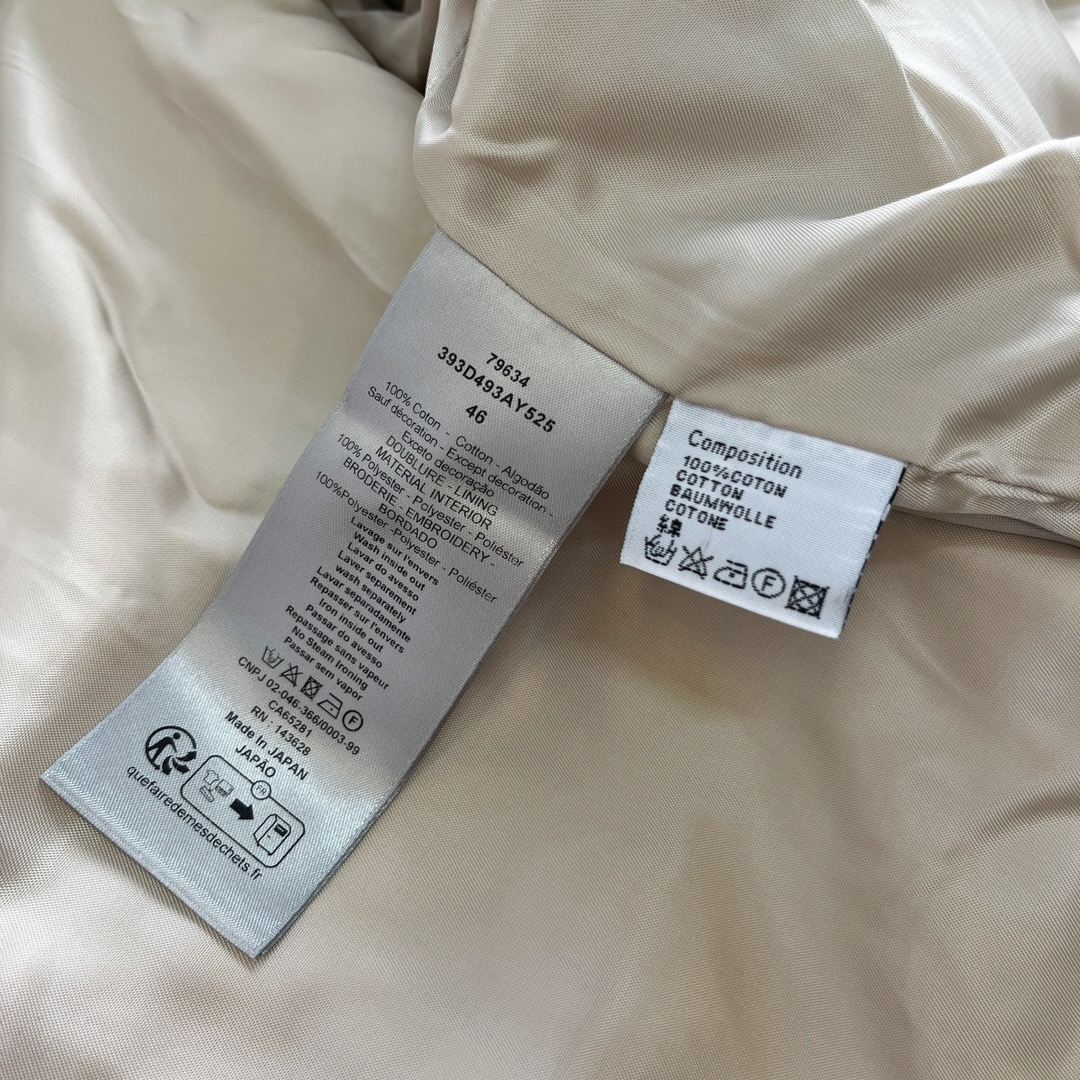 79634
393D493AY525
46
100% Coton - Cotton - Algodão
Sauf décoration - Except decoration -
Exceto decoração
DOUBLURE - LINING
MATERIAL INTERIOR
100% Polyester - Polyester - Poliéster
BRODERIE - EMBROIDERY -
BORDADO
100%Polyester -Polyester - Poliéster
Lavage sur l'envers
Wash inside out
Lavar do avesso
Laver separement
wash separately
Lavar separadamente
Repasser sur l'envers
Iron inside out
Passar do avesso
Repassage sans vapeur
No Steam Ironing
Passar sem vapor
F
CNPJ 02-046-366/0003-99
CA65281
RN : 143628
Made In JAPAN
JAPÃO
FR
quefairedemesdechets.fr
Composition
100%COTON
COTTON
BAUMWOLLE
COTONE
綿
F